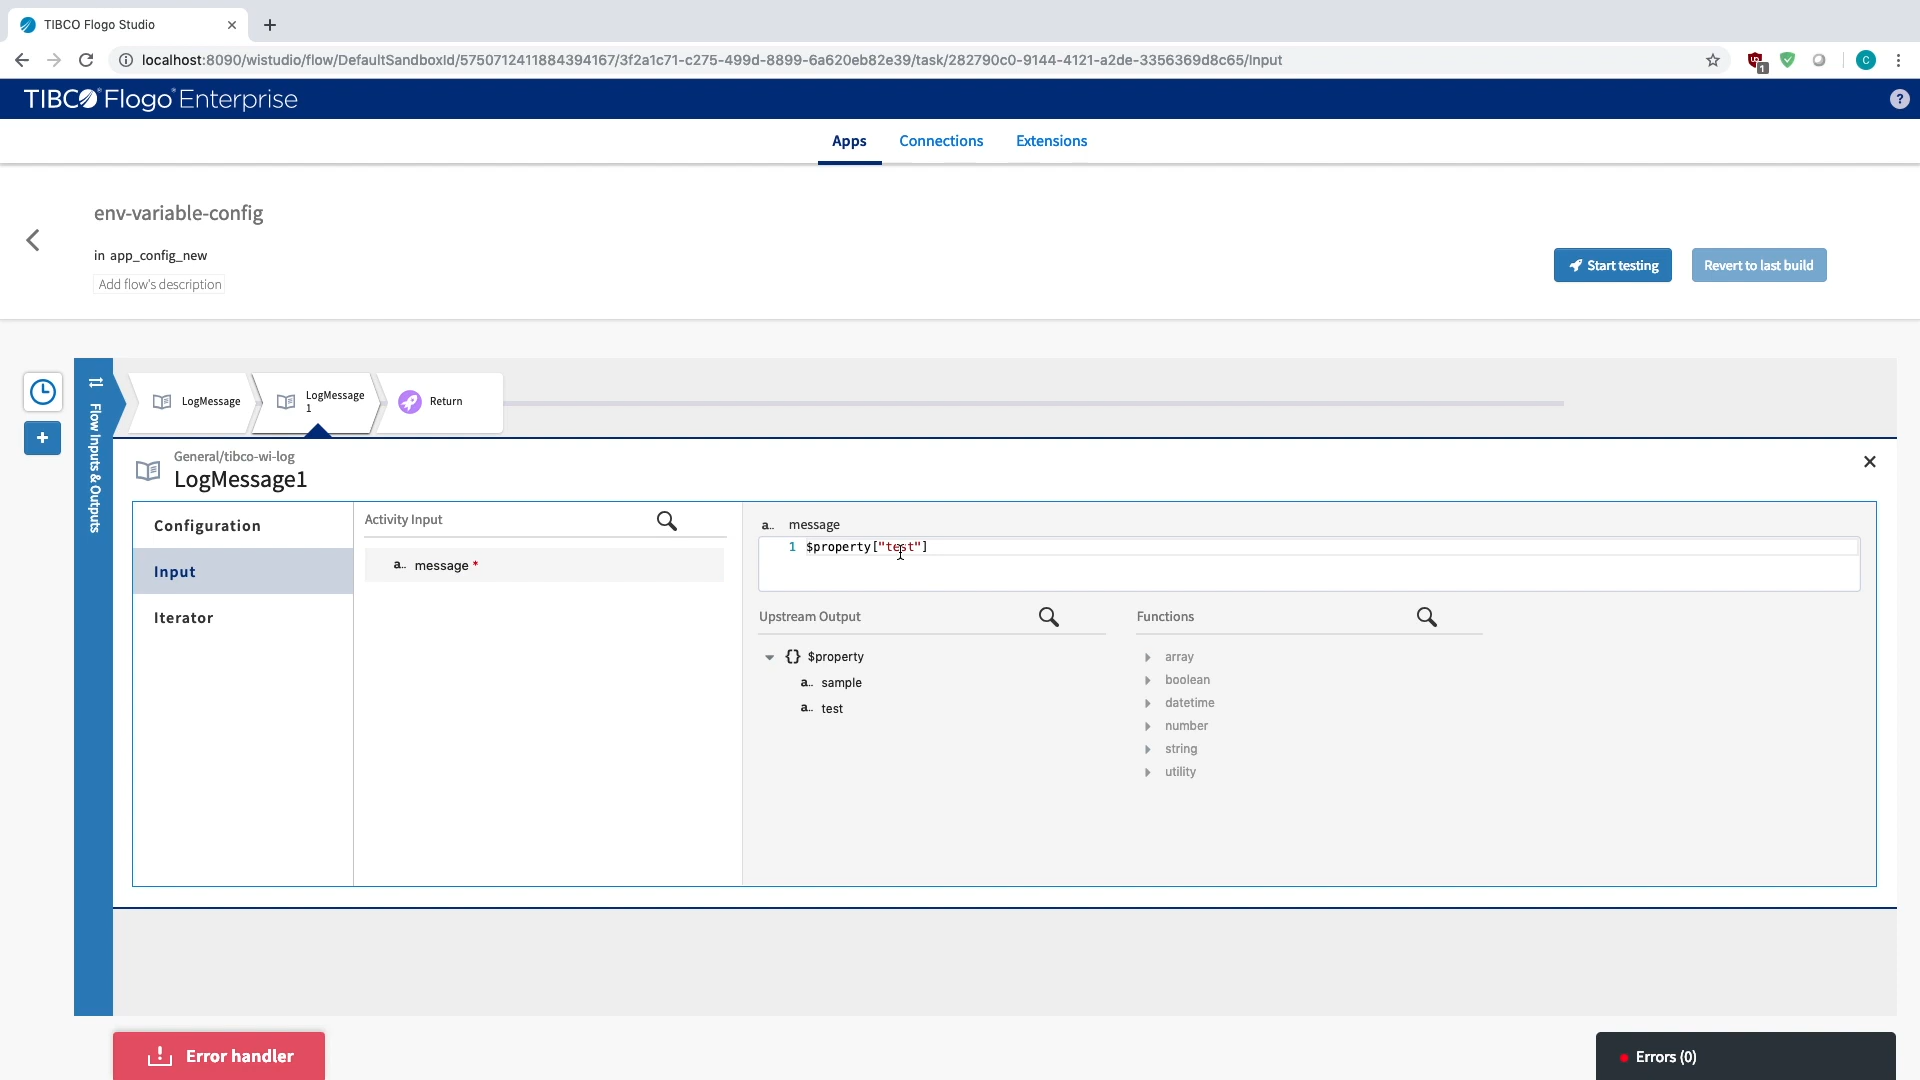 TIBCO Flogo Studio
localhost:8090/wistudio/flow/DefaultSandboxId/5750712411884394167/3f2a1c71-c275-499d-8899-6a620eb82e39/task/282790c0-9144-4121-a2de-3356369d8c65/Input
1
C
TIBCO® Flogo® Enterprise
?
Apps
Connections
Extensions
env-variable-config
in app_config_new
Add flow's description
Start testing
Revert to last build
Flow Inputs & Outputs
LogMessage
LogMessage
1
Return
General/tibco-wi-log
LogMessage1
Configuration
Input
Iterator
Activity Input
a.. message *
a.. message
1 $property["test"]
Upstream Output
{} $property
a.. sample
a.. test
Functions
array
boolean
datetime
number
string
utility
Error handler
Errors (0)